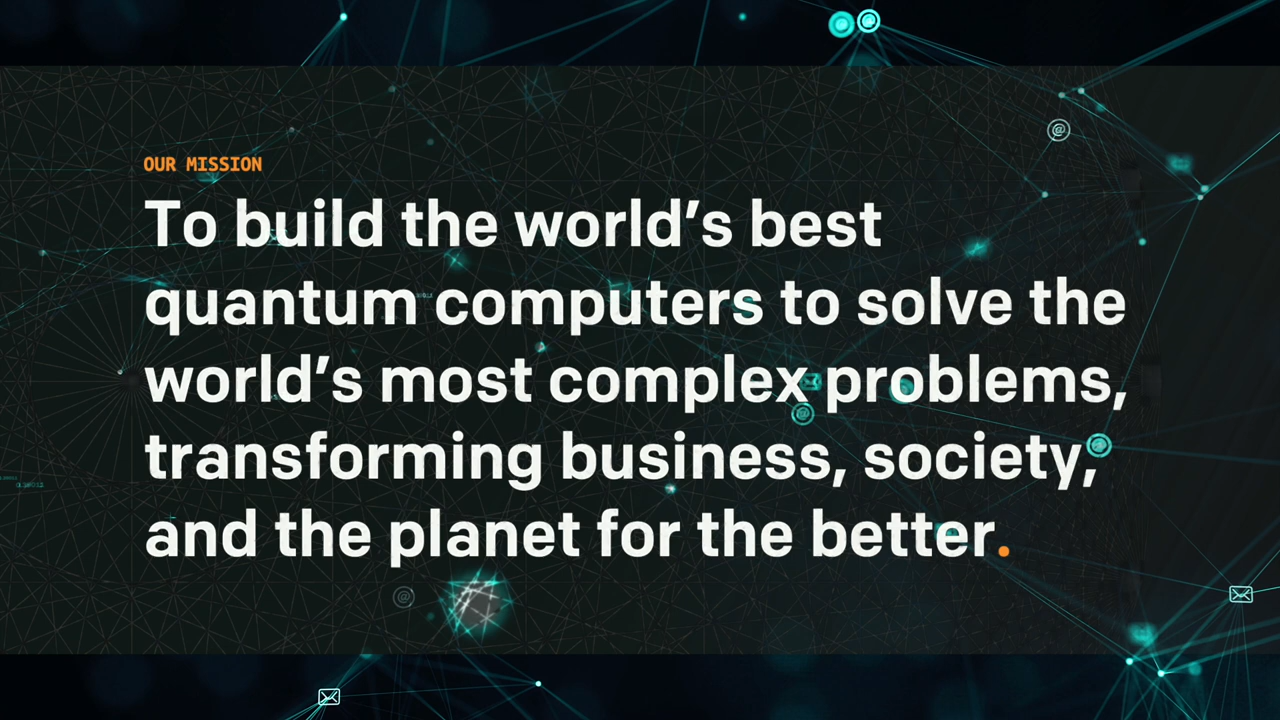 OUR MISSION
To build the world’s best
quantum computers to solve the
world’s most complex problems,
transforming business, society,
and the planet for the better.